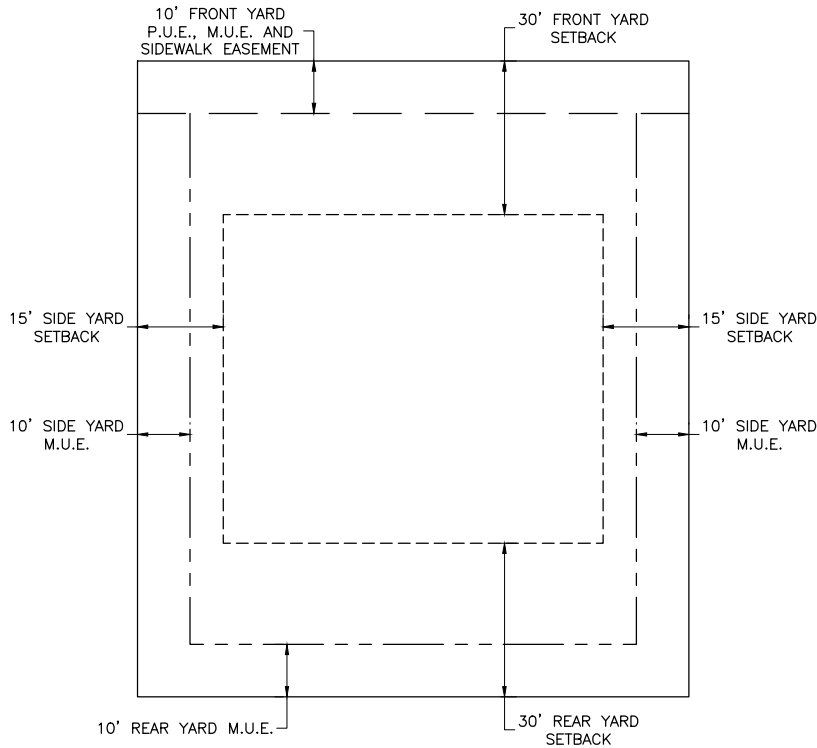 10' FRONT YARD
P.U.E., M.U.E. AND
SIDEWALK EASEMENT
30' FRONT YARD
SETBACK
15' SIDE YARD
SETBACK
15' SIDE YARD
SETBACK
10' SIDE YARD
M.U.E.
10' SIDE YARD
M.U.E.
10' REAR YARD M.U.E.
30' REAR YARD
SETBACK